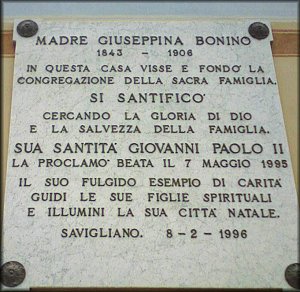 MADRE GIUSEPPINA BONINO
1843 - 1906
IN QUESTA CASA VISSE E FONDÒ LA
CONGREGAZIONE DELLA SACRA FAMIGLIA.
SI SANTIFICÒ
CERCANDO LA GLORIA DI DIO
E LA SALVEZZA DELLA FAMIGLIA.
SUA SANTITÀ GIOVANNI PAOLO II
LA PROCLAMÒ BEATA IL 7 MAGGIO 1995
IL SUO FULGIDO ESEMPIO DI CARITÀ
GUIDI LE SUE FIGLIE SPIRITUALI
E ILLUMINI LA SUA CITTÀ NATALE.
SAVIGLIANO. 8-2-1996